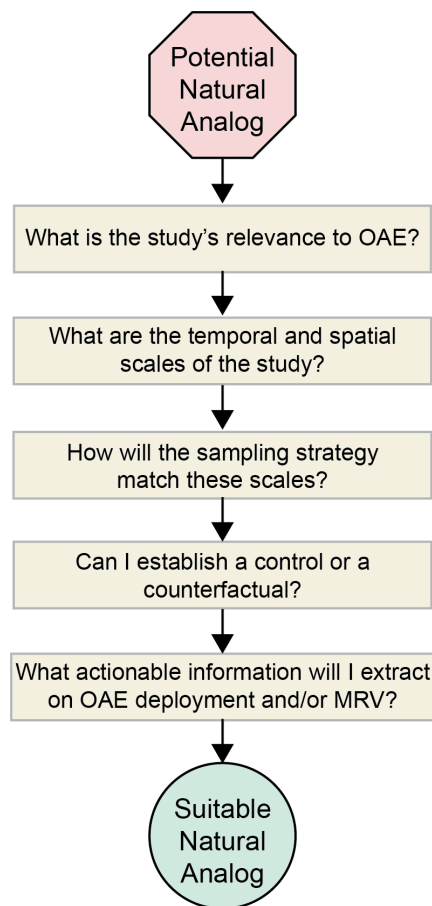 Potential
Natural
Analog
What is the study's relevance to OAE?
What are the temporal and spatial
scales of the study?
How will the sampling strategy
match these scales?
Can I establish a control or a
counterfactual?
What actionable information will I extract
on OAE deployment and/or MRV?
Suitable
Natural
Analog